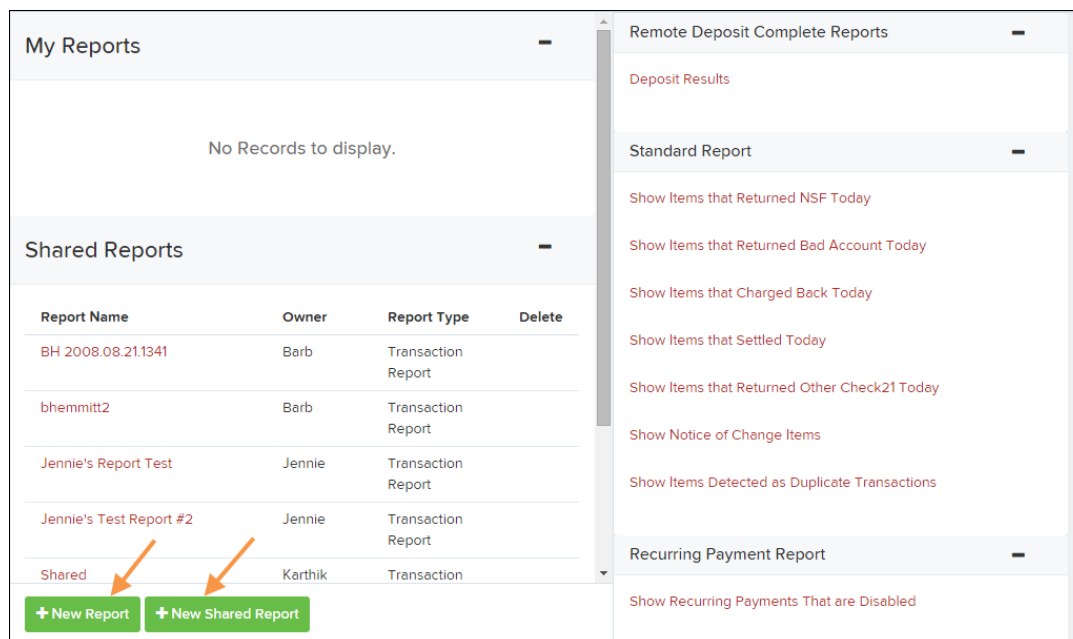 My Reports
No Records to display.
Shared Reports
Report Name Owner Report Type Delete
BH 2008.08.21.1341 Barb Transaction
Report
bhemmitt2 Barb Transaction
Report
Jennie's Report Test Jennie Transaction
Report
Jennie's Test Report #2 Jennie Transaction
Report
Shared Karthik Transaction
+ New Report + New Shared Report
Remote Deposit Complete Reports
Deposit Results
Standard Report
Show Items that Returned NSF Today
Show Items that Returned Bad Account Today
Show Items that Charged Back Today
Show Items that Settled Today
Show Items that Returned Other Check21 Today
Show Notice of Change Items
Show Items Detected as Duplicate Transactions
Recurring Payment Report
Show Recurring Payments That are Disabled